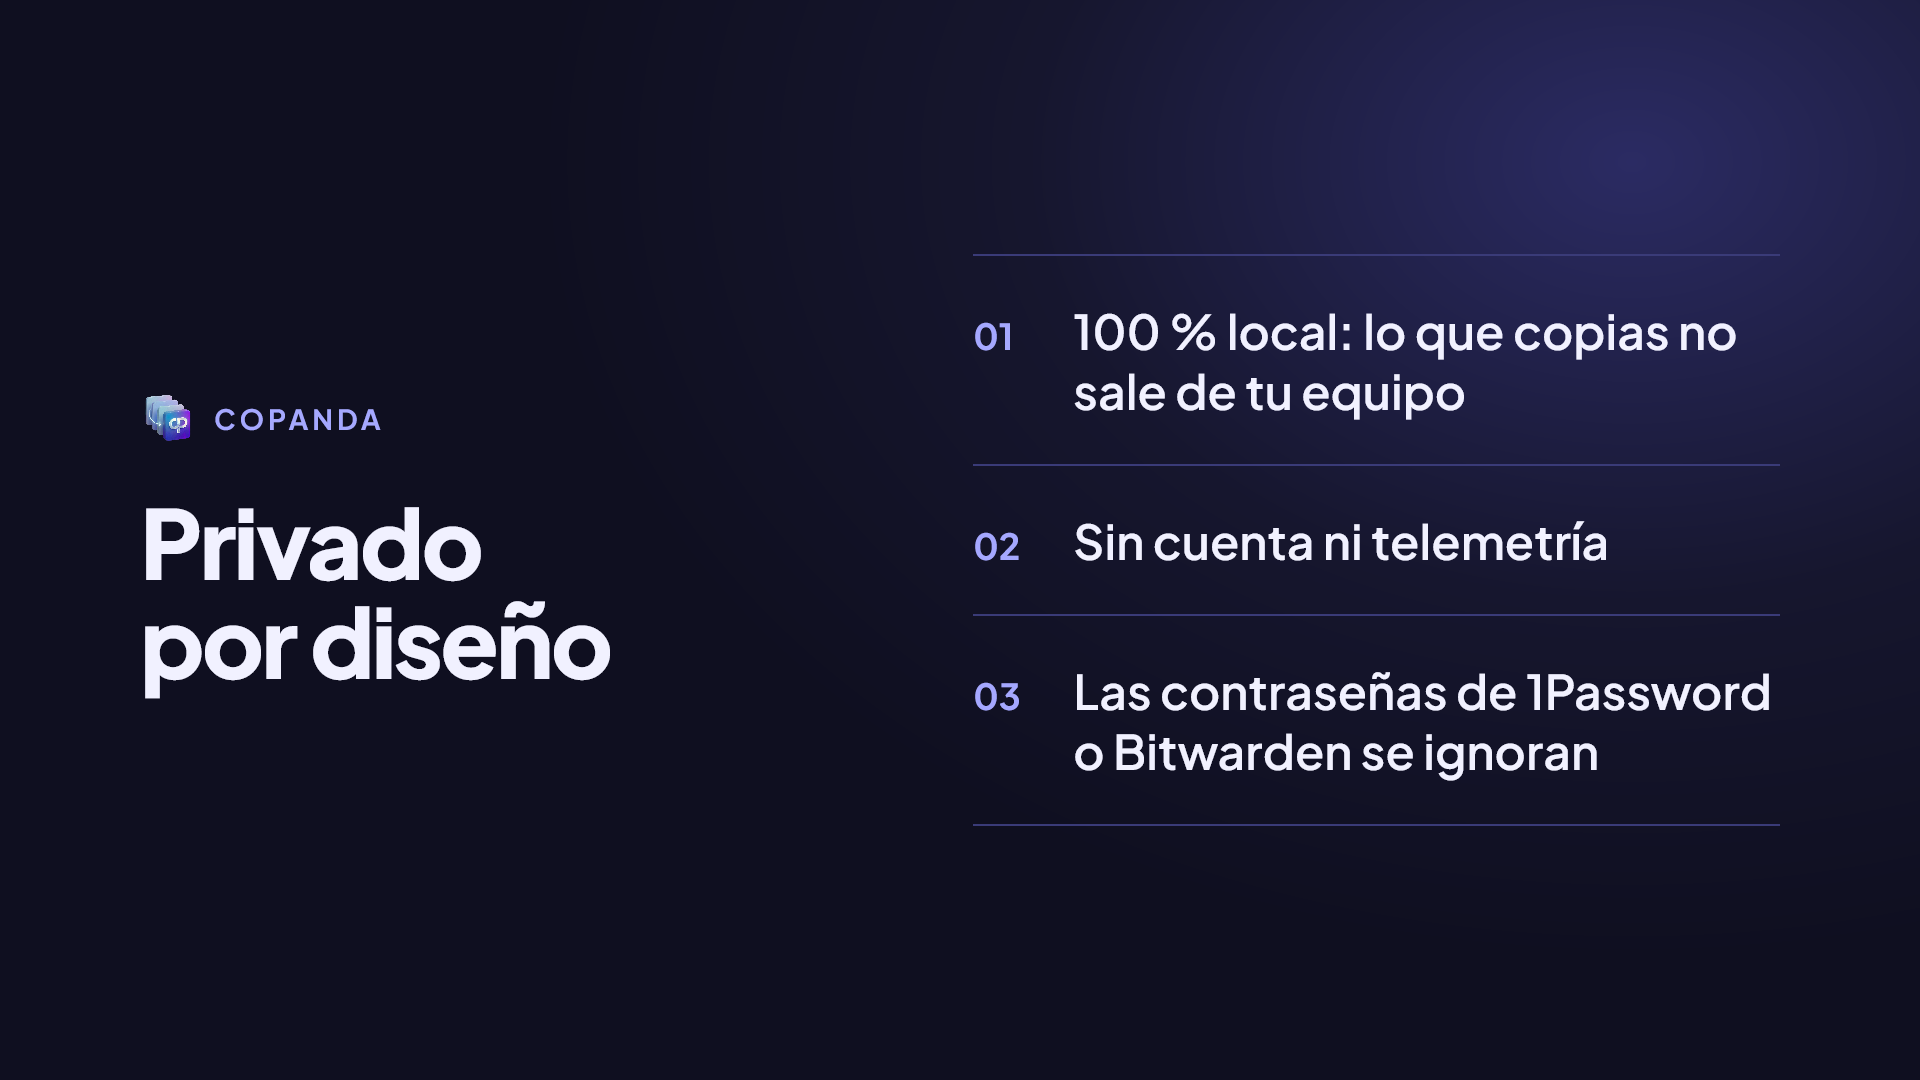 COPANDA
Privado
por diseño
01 100 % local: lo que copias no
sale de tu equipo
02 Sin cuenta ni telemetría
03 Las contraseñas de 1Password
o Bitwarden se ignoran